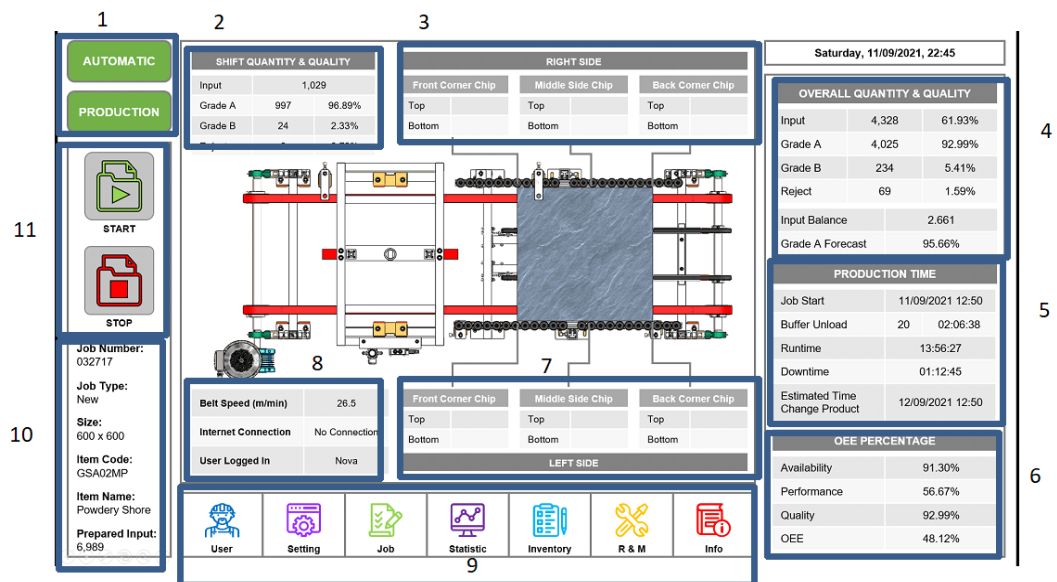 1
2
3
AUTOMATIC
PRODUCTION
SHIFT QUANTITY & QUALITY
Input 1,029
Grade A 997 96.89%
Grade B 24 2.33%
RIGHT SIDE
Front Corner Chip Middle Side Chip Back Corner Chip
Top Top Top
Bottom Bottom Bottom
Saturday, 11/09/2021, 22:45
OVERALL QUANTITY & QUALITY
Input 4,328 61.93%
Grade A 4,025 92.99%
Grade B 234 5.41%
Reject 69 1.59%
Input Balance 2.661
Grade A Forecast 95.66%
4
11
START
STOP
PRODUCTION TIME
Job Start 11/09/2021 12:50
Buffer Unload 20 02:06:38
Runtime 13:56:27
Downtime 01:12:45
Estimated Time
Change Product 12/09/2021 12:50
5
10
Job Number:
032717
Job Type:
New
Size:
600 x 600
Item Code:
GSA02MP
Item Name:
Powdery Shore
Prepared Input:
6,989
8
Belt Speed (m/min) 26.5
Internet Connection No Connection
User Logged In Nova
7
Front Corner Chip Middle Side Chip Back Corner Chip
Top Top Top
Bottom Bottom Bottom
LEFT SIDE
OEE PERCENTAGE
Availability 91.30%
Performance 56.67%
Quality 92.99%
OEE 48.12%
6
User Setting Job Statistic Inventory R & M Info
9